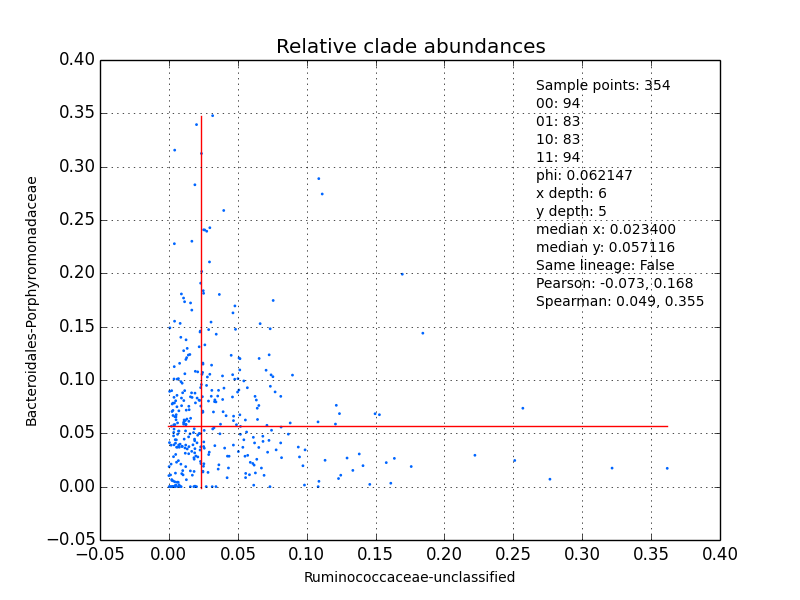 Relative clade abundances
0.40
0.35
0.30
0.25
0.20
0.15
0.10
0.05
0.00
−0.05
Bacteroidales-Porphyromonadaceae
Sample points: 354
00: 94
01: 83
10: 83
11: 94
phi: 0.062147
x depth: 6
y depth: 5
median x: 0.023400
median y: 0.057116
Same lineage: False
Pearson: -0.073, 0.168
Spearman: 0.049, 0.355
−0.05 0.00 0.05 0.10 0.15 0.20 0.25 0.30 0.35 0.40
Ruminococcaceae-unclassified